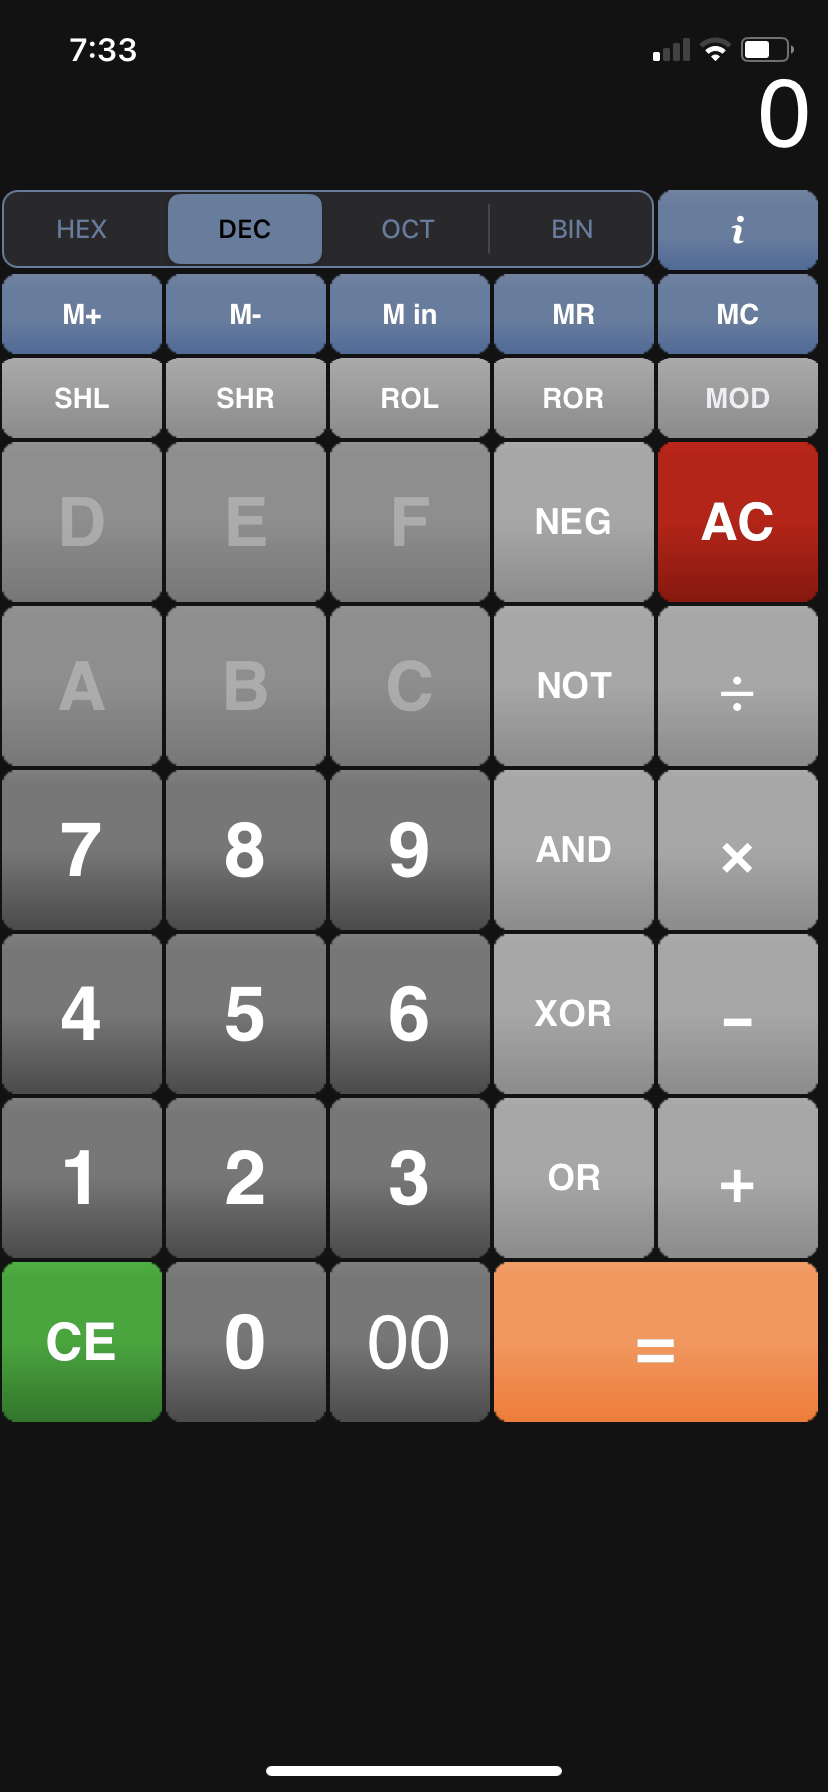 7:33
0
HEX DEC OCT BIN i
M+ M- M in MR MC
SHL SHR ROL ROR MOD
D E F NEG AC
A B C NOT ÷
7 8 9 AND ×
4 5 6 XOR -
1 2 3 OR +
CE 0 00 =